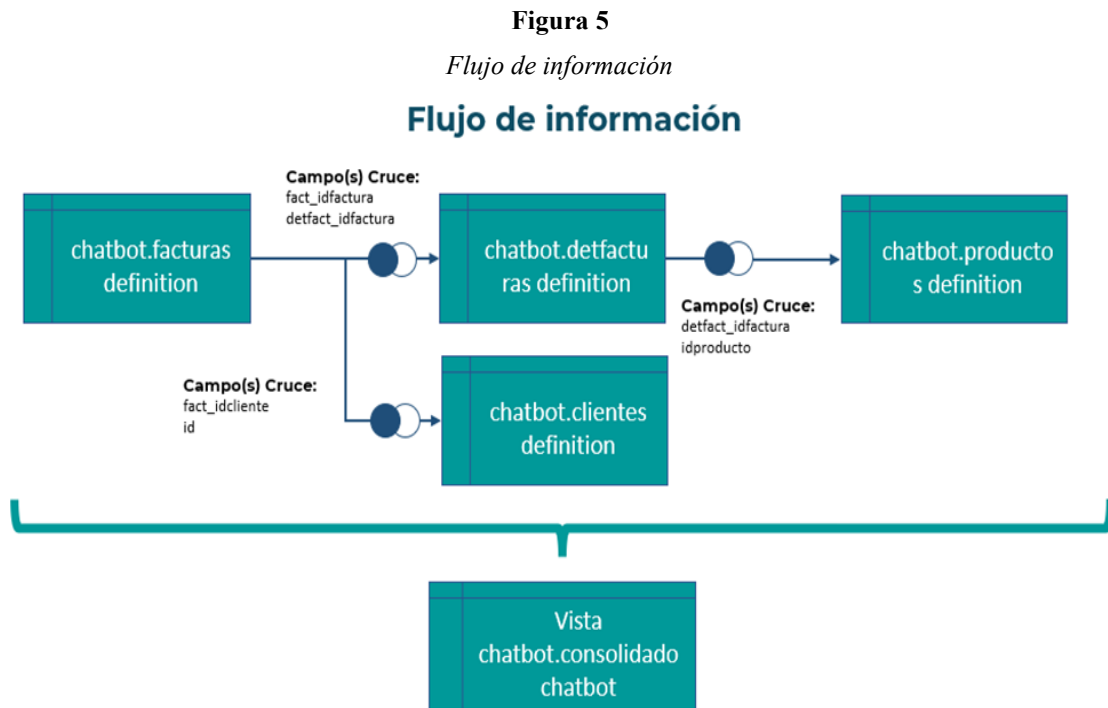 Figura 5
Flujo de información
Flujo de información
Campo(s) Cruce:
fact_idfactura
detfact_idfactura
chatbot.facturas
definition
chatbot.detfactu
ras definition
chatbot.producto
s definition
Campo(s) Cruce:
detfact_idfactura
idproducto
Campo(s) Cruce:
fact_idcliente
id
chatbot.clientes
definition
Vista
chatbot.consolidado
chatbot